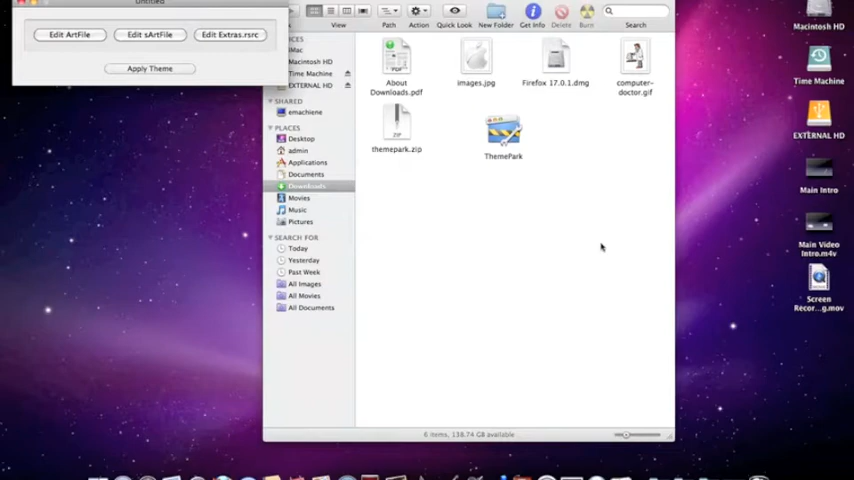 Untitled
Edit ArtFile
Edit sArtFile
Edit Extras.rsrc
Apply Theme
View
Path
Action
Quick Look
New Folder
Get Info
Delete
Burn
Search
iMac
Macintosh HD
Time Machine
EXTERNAL HD
SHARED
emachiene
PLACES
Desktop
admin
Applications
Documents
Downloads
Movies
Music
Pictures
SEARCH FOR
Today
Yesterday
Past Week
All Images
All Movies
All Documents
PDF
About
Downloads.pdf
images.jpg
Firefox 17.0.1.dmg
computer-
doctor.gif
ZIP
themepark.zip
ThemePark
6 items, 138.74 GB available
Macintosh HD
Time Machine
EXTERNAL HD
Main Intro
Main Video
Intro.m4v
Screen
Recor...g.mov